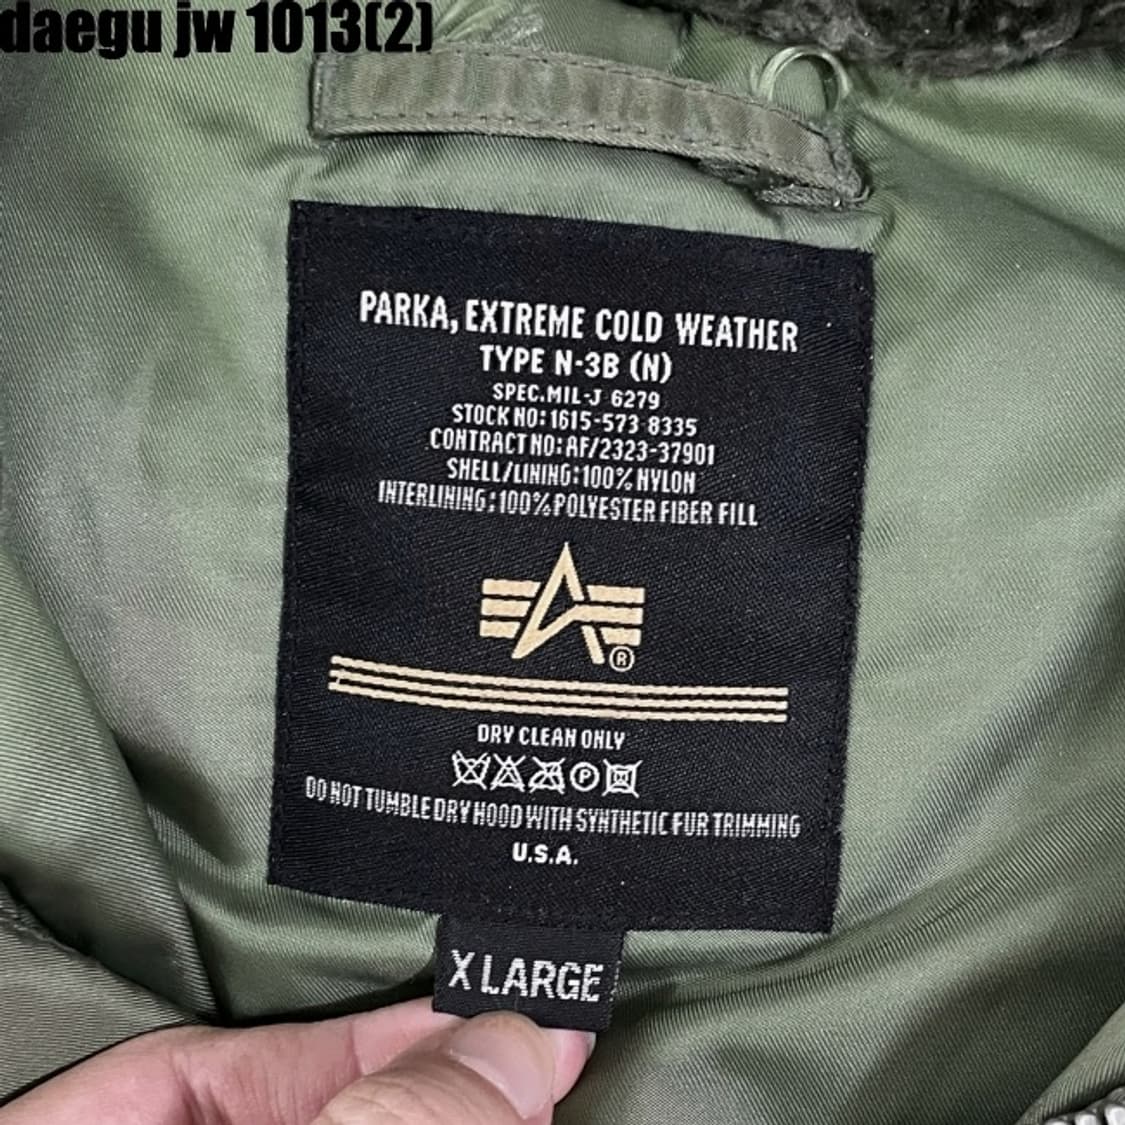 daegu jw 1013(2)
PARKA, EXTREME COLD WEATHER
TYPE N-3B (N)
SPEC.MIL-J 6279
STOCK NO: 1615-573-8335
CONTRACT NO: AF/2323-37901
SHELL/LINING: 100% NYLON
INTERLINING: 100% POLYESTER FIBER FILL
®
DRY CLEAN ONLY
P
DO NOT TUMBLE DRY HOOD WITH SYNTHETIC FUR TRIMMING
U.S.A.
X LARGE